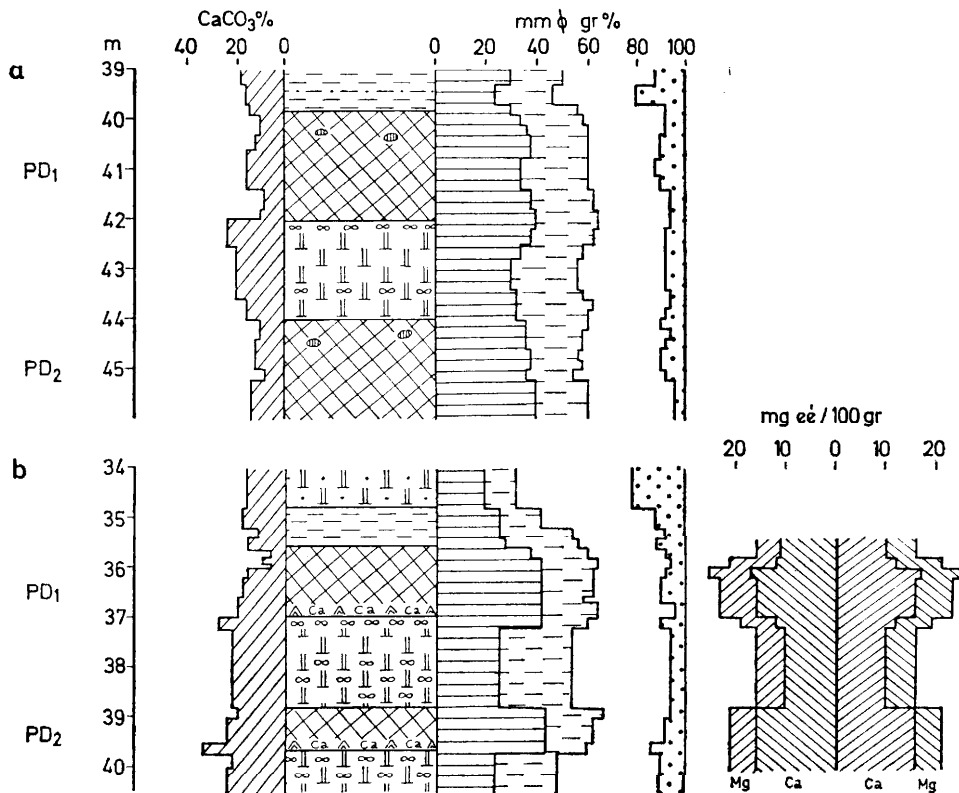 CaCO₃% mm ϕ gr%
m 40 20 0 0 20 40 60 80 100
a
39
40
PD₁ 41
42
43
44
PD₂ 45
mg eé/100 gr
20 10 0 10 20
b 34
35
36
PD₁
37
Ca Ca Ca
38
39
PD₂
Ca Ca Ca
40
Mg Ca Ca Mg